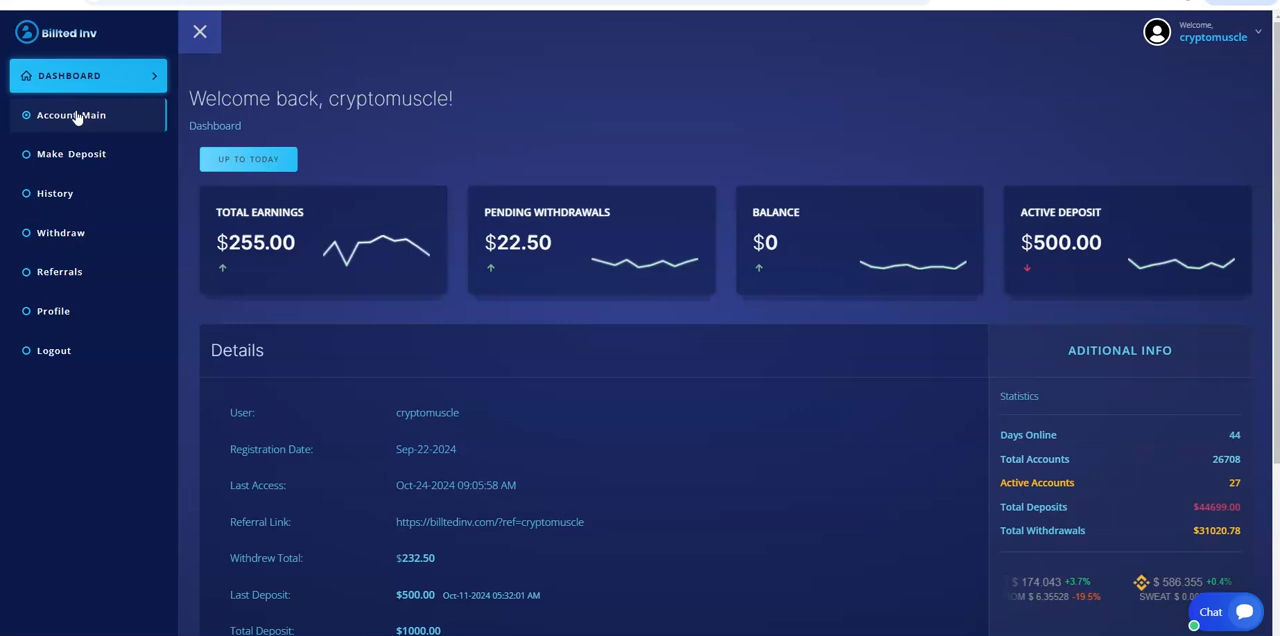 Billted inv
Welcome,
cryptomuscle
DASHBOARD
Account Main
Make Deposit
History
Withdraw
Referrals
Profile
Logout
Welcome back, cryptomuscle!
Dashboard
UP TO TODAY
TOTAL EARNINGS
$255.00
PENDING WITHDRAWALS
$22.50
BALANCE
$0
ACTIVE DEPOSIT
$500.00
Details
User: cryptomuscle
Registration Date: Sep-22-2024
Last Access: Oct-24-2024 09:05:58 AM
Referral Link: https://billtedinv.com/?ref=cryptomuscle
Withdrew Total: $232.50
Last Deposit: $500.00 Oct-11-2024 05:32:01 AM
Total Deposit: $1000.00
ADITIONAL INFO
Statistics
Days Online 44
Total Accounts 26708
Active Accounts 27
Total Deposits $44699.00
Total Withdrawals $31020.78
$ 174.043 +3.7% $ 586.355 +0.4%
$ 6.35528 -19.5% SWEAT
Chat